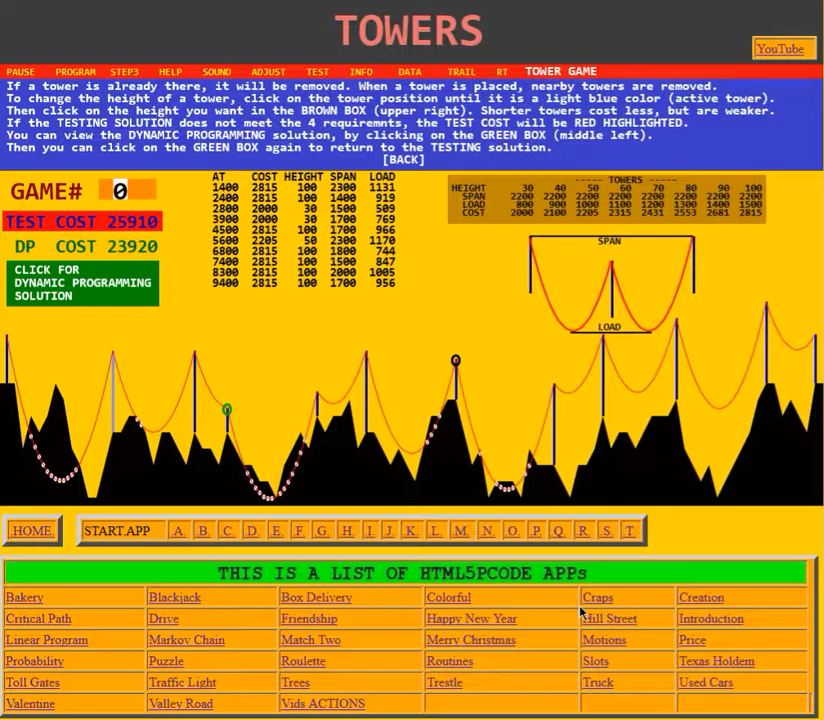 TOWERS
YouTube
PAUSE PROGRAM STEP3 HELP SOUND ADJUST TEST INFO DATA TRAIL RT TOWER GAME
If a tower is already there, it will be removed. When a tower is placed, nearby towers are removed.
To change the height of a tower, click on the tower position until it is a light blue color (active tower).
Then click on the height you want in the BROWN BOX (upper right). Shorter towers cost less, but are weaker.
If the TESTING SOLUTION does not meet the 4 requiremnts, the TEST COST will be RED HIGHLIGHTED.
You can view the DYNAMIC PROGRAMMING solution, by clicking on the GREEN BOX (middle left).
Then you can click on the GREEN BOX again to return to the TESTING solution.
[BACK]
GAME# 0
TEST COST 25910
DP COST 23920
CLICK FOR
DYNAMIC PROGRAMMING
SOLUTION
AT COST HEIGHT SPAN LOAD
1400 2815 100 2300 1131
2400 2815 100 1400 919
2800 2000 30 1500 509
3900 2000 30 1700 769
4500 2815 100 1700 966
5600 2205 50 2300 1170
6800 2815 100 1800 744
7400 2815 100 1500 847
8300 2815 100 2000 1005
9400 2815 100 1700 956
----- TOWERS -----
HEIGHT 30 40 50 60 70 80 90 100
SPAN 2200 2200 2200 2200 2200 2200 2200 2200
LOAD 800 900 1000 1100 1200 1300 1400 1500
COST 2000 2100 2205 2315 2431 2553 2681 2815
SPAN
LOAD
HOME
START.APP A. B. C. D. E. F. G. H. I. J. K. L. M. N. O. P. Q. R. S. T
THIS IS A LIST OF HTML5PCODE APPs
Bakery Blackjack Box Delivery Colorful Craps Creation
Critical Path Drive Friendship Happy New Year Hill Street Introduction
Linear Program Markov Chain Match Two Merry Christmas Motions Price
Probability Puzzle Roulette Routines Slots Texas Holdem
Toll Gates Traffic Light Trees Trestle Truck Used Cars
Valentine Valley Road Vids ACTIONS